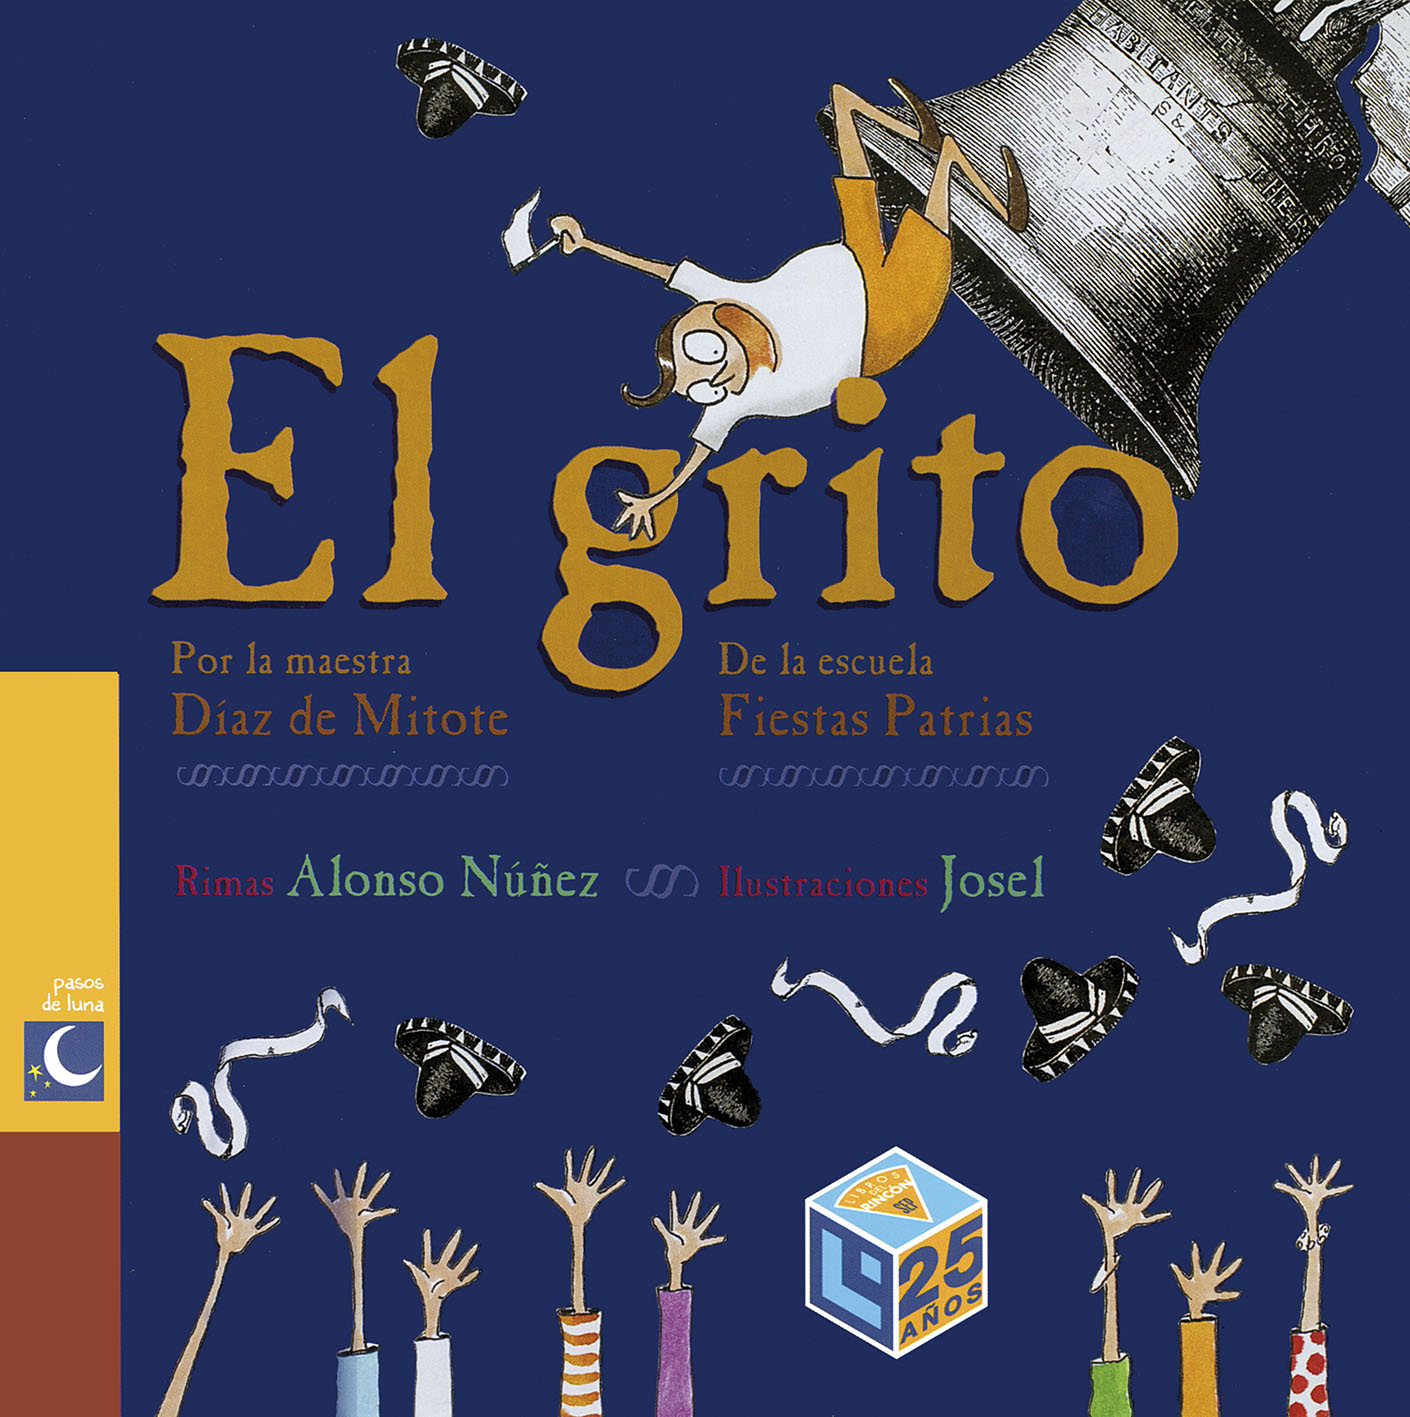 HABITANTS
El grito
Por la maestra
Díaz de Mitote
De la escuela
Fiestas Patrias
Rimas Alonso Núñez
Ilustraciones Josel
pasos
de luna
LIBROS
DEL
RINCÓN
SEP
25
AÑOS